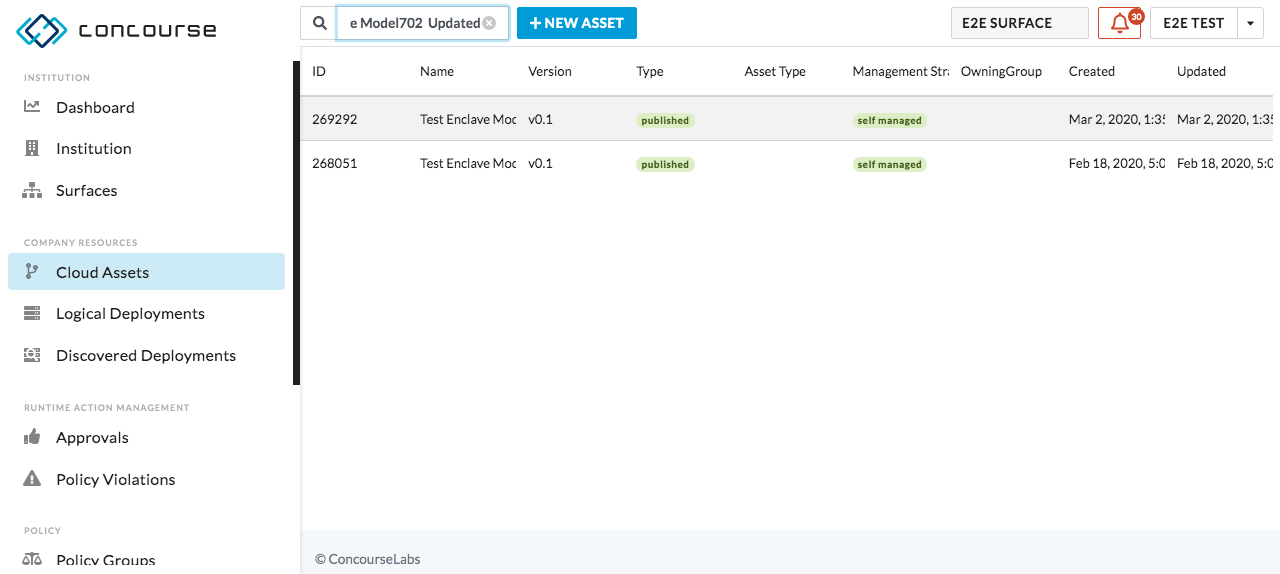 concourse
e Model702 Updated
+ NEW ASSET
E2E SURFACE
30
E2E TEST
INSTITUTION
Dashboard
Institution
Surfaces
COMPANY RESOURCES
Cloud Assets
Logical Deployments
Discovered Deployments
RUNTIME ACTION MANAGEMENT
Approvals
Policy Violations
POLICY
Policy Groups
ID Name Version Type Asset Type Management Stra OwningGroup Created Updated
269292 Test Enclave Moc v0.1 published self managed Mar 2, 2020, 1:35 Mar 2, 2020, 1:35
268051 Test Enclave Moc v0.1 published self managed Feb 18, 2020, 5:0 Feb 18, 2020, 5:0
© ConcourseLabs